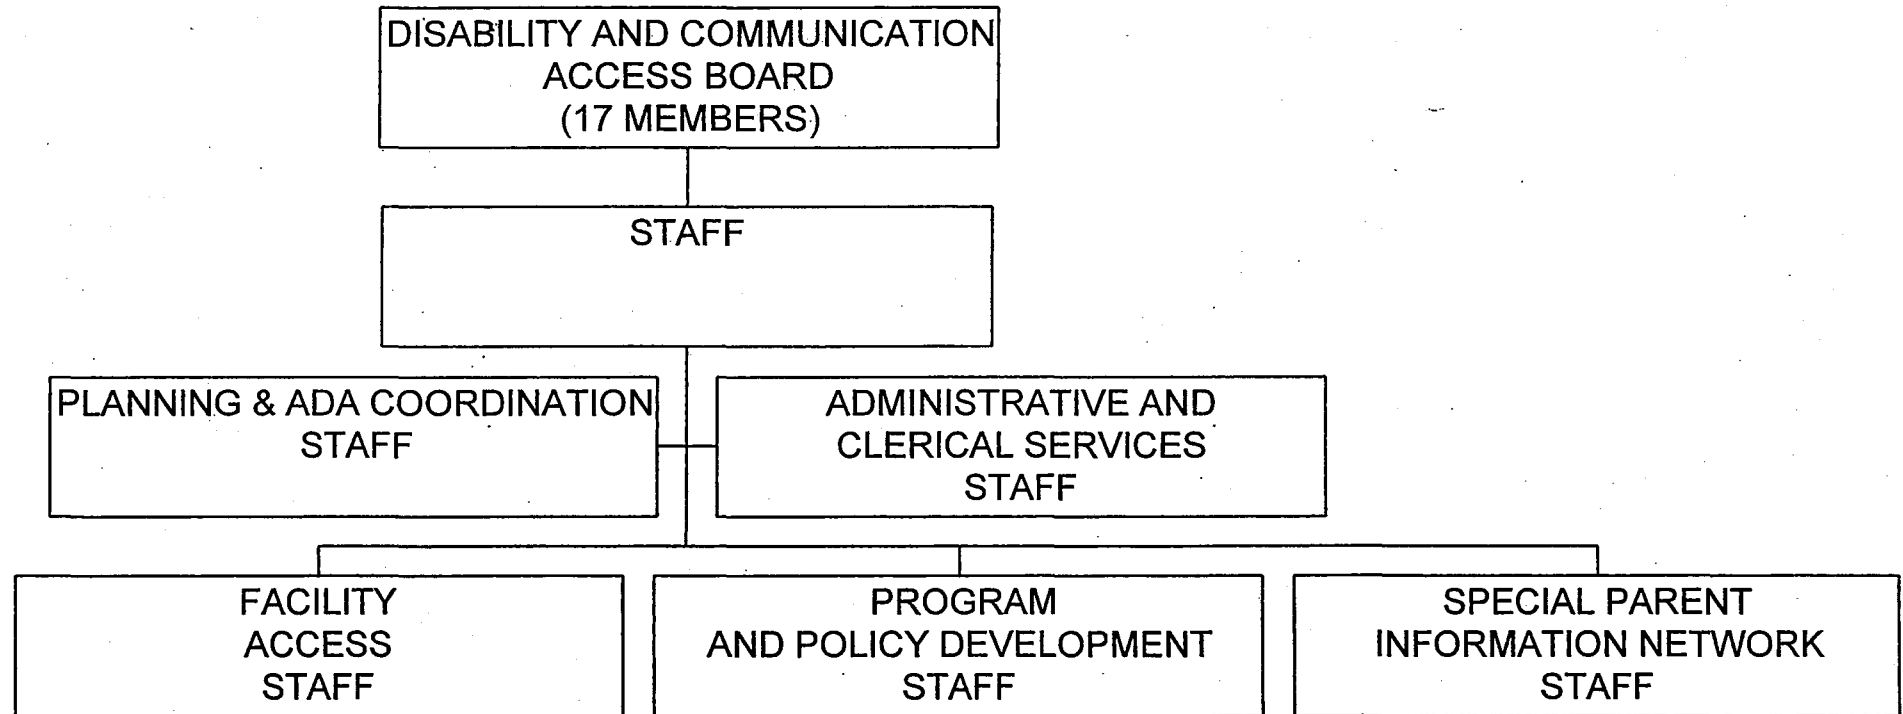 DISABILITY AND COMMUNICATION
ACCESS BOARD
(17 MEMBERS)
STAFF
PLANNING & ADA COORDINATION
STAFF
ADMINISTRATIVE AND
CLERICAL SERVICES
STAFF
FACILITY
ACCESS
STAFF
PROGRAM
AND POLICY DEVELOPMENT
STAFF
SPECIAL PARENT
INFORMATION NETWORK
STAFF